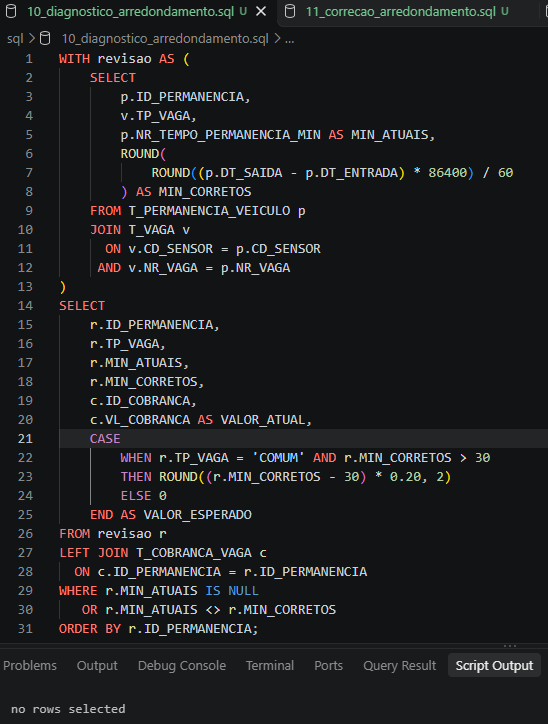 10_diagnostico_arredondamento.sql U 11_correcao_arredondamento.sql U
sql > 10_diagnostico_arredondamento.sql > ...
1 WITH revisao AS (
2 SELECT
3 p.ID_PERMANENCIA,
4 v.TP_VAGA,
5 p.NR_TEMPO_PERMANENCIA_MIN AS MIN_ATUAIS,
6 ROUND(
7 ROUND((p.DT_SAIDA - p.DT_ENTRADA) * 86400) / 60
8 ) AS MIN_CORRETOS
9 FROM T_PERMANENCIA_VEICULO p
10 JOIN T_VAGA v
11 ON v.CD_SENSOR = p.CD_SENSOR
12 AND v.NR_VAGA = p.NR_VAGA
13 )
14 SELECT
15 r.ID_PERMANENCIA,
16 r.TP_VAGA,
17 r.MIN_ATUAIS,
18 r.MIN_CORRETOS,
19 c.ID_COBRANCA,
20 c.VL_COBRANCA AS VALOR_ATUAL,
21 CASE
22 WHEN r.TP_VAGA = 'COMUM' AND r.MIN_CORRETOS > 30
23 THEN ROUND((r.MIN_CORRETOS - 30) * 0.20, 2)
24 ELSE 0
25 END AS VALOR_ESPERADO
26 FROM revisao r
27 LEFT JOIN T_COBRANCA_VAGA c
28 ON c.ID_PERMANENCIA = r.ID_PERMANENCIA
29 WHERE r.MIN_ATUAIS IS NULL
30 OR r.MIN_ATUAIS <> r.MIN_CORRETOS
31 ORDER BY r.ID_PERMANENCIA;
Problems Output Debug Console Terminal Ports Query Result Script Output
no rows selected